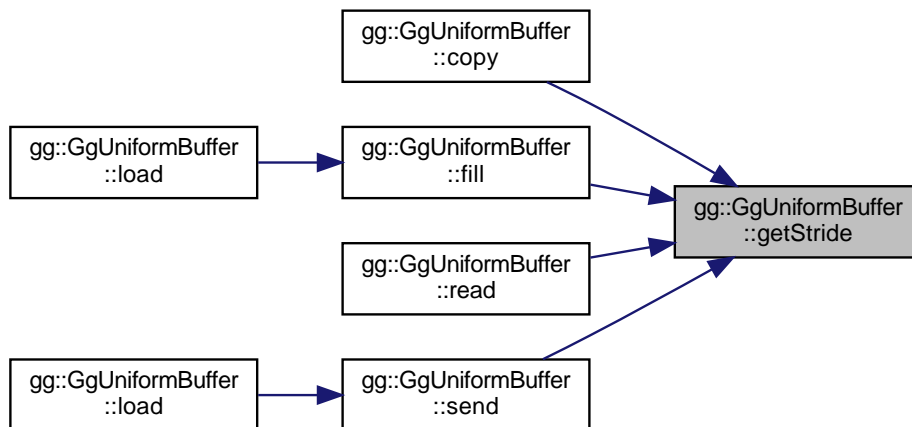 gg::GgUniformBuffer
::copy
gg::GgUniformBuffer
::load
gg::GgUniformBuffer
::fill
gg::GgUniformBuffer
::getStride
gg::GgUniformBuffer
::read
gg::GgUniformBuffer
::load
gg::GgUniformBuffer
::send